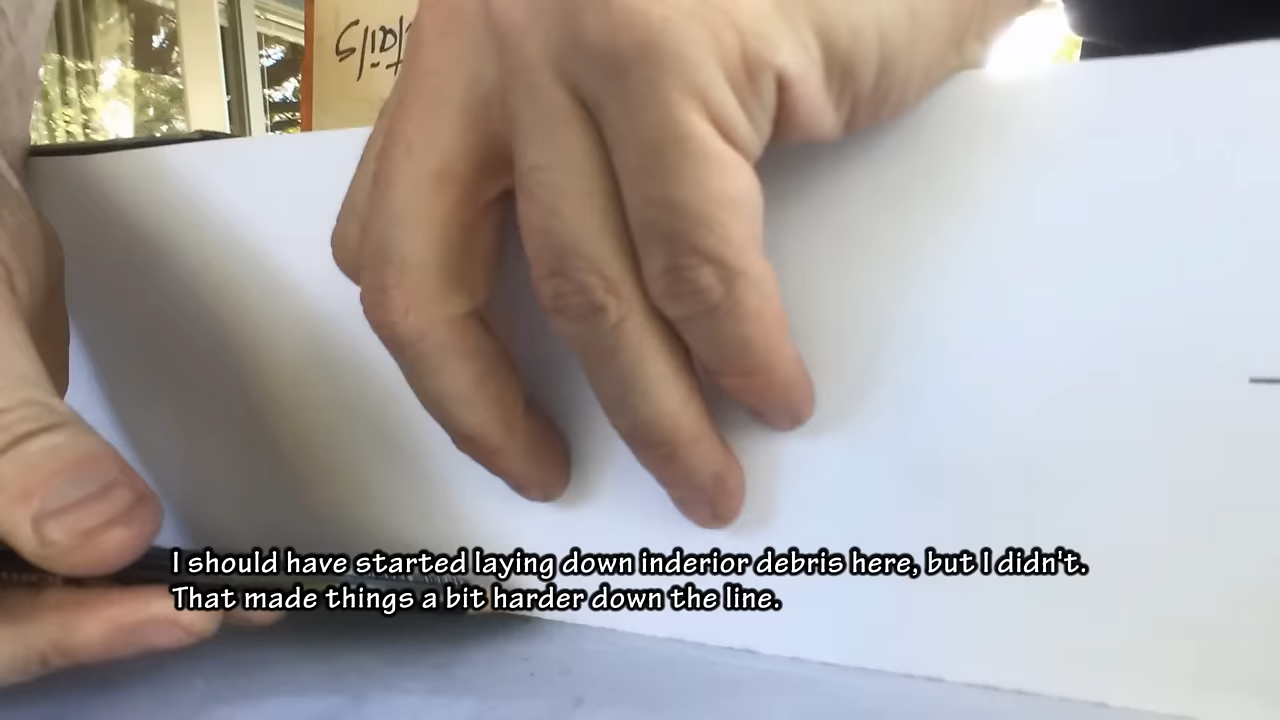 I should have started laying down inderior debris here, but I didn't.
That made things a bit harder down the line.